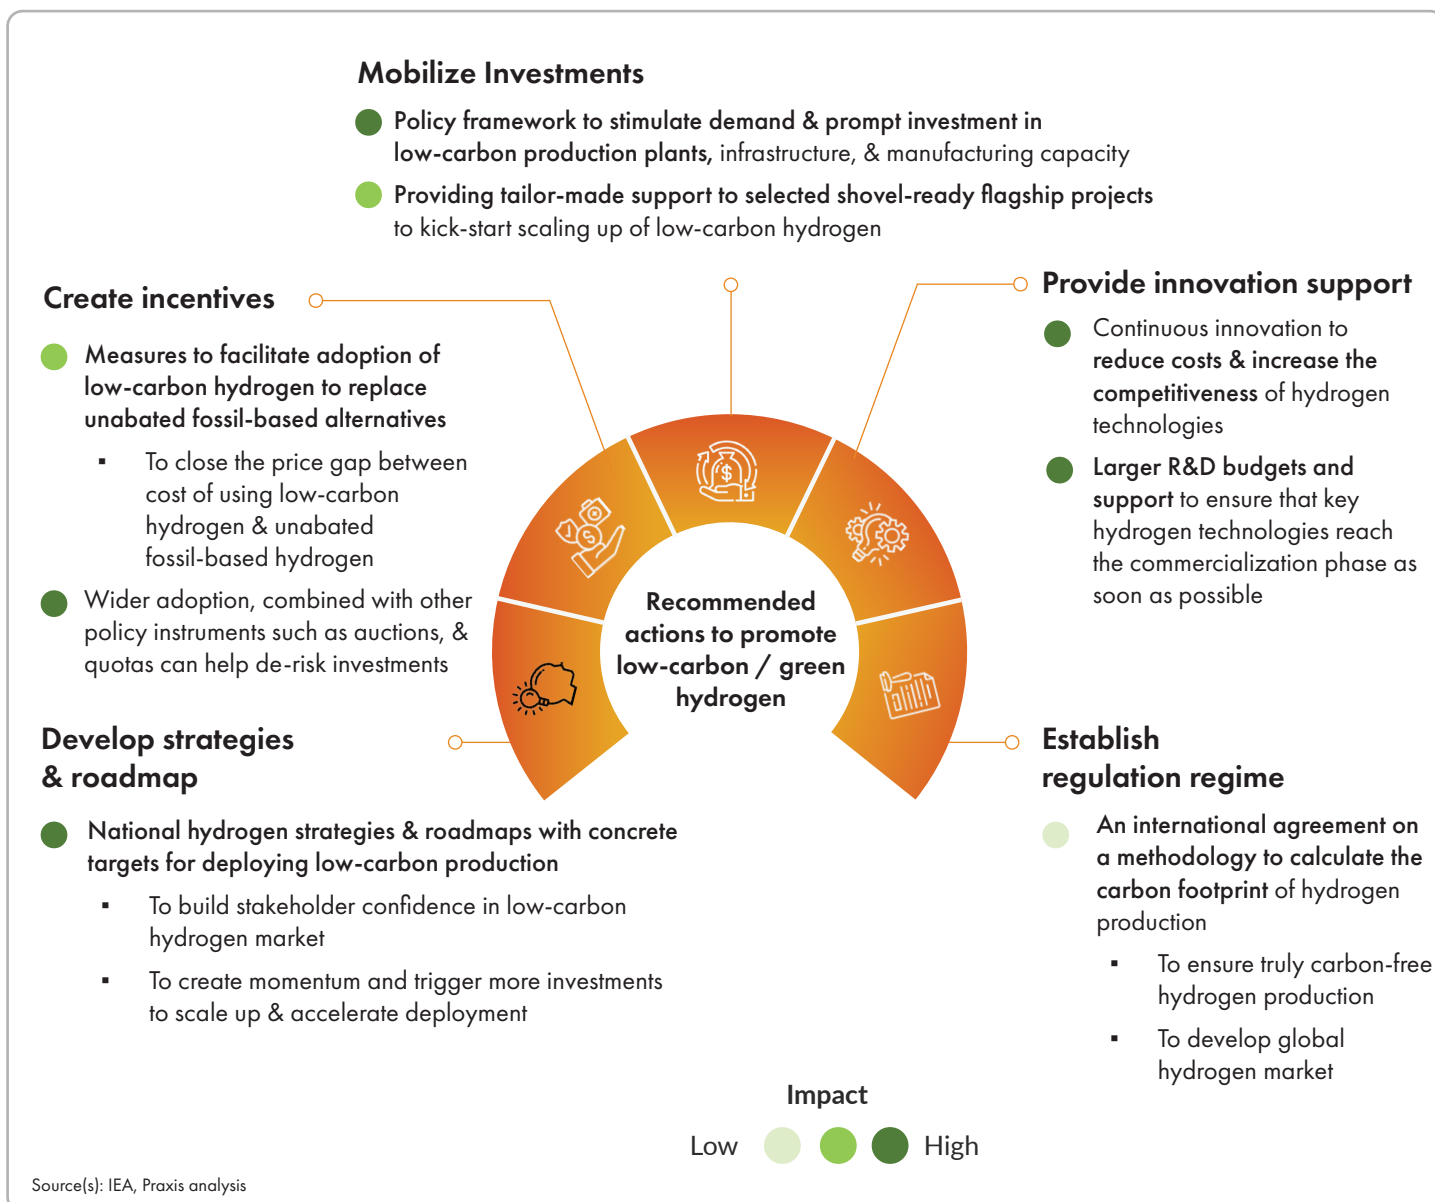 Mobilize Investments
Policy framework to stimulate demand & prompt investment in
low-carbon production plants, infrastructure, & manufacturing capacity
Providing tailor-made support to selected shovel-ready flagship projects
to kick-start scaling up of low-carbon hydrogen
Create incentives
Measures to facilitate adoption of
low-carbon hydrogen to replace
unabated fossil-based alternatives
▪ To close the price gap between
cost of using low-carbon
hydrogen & unabated
fossil-based hydrogen
Wider adoption, combined with other
policy instruments such as auctions, &
quotas can help de-risk investments
Provide innovation support
Continuous innovation to
reduce costs & increase the
competitiveness of hydrogen
technologies
Larger R&D budgets and
support to ensure that key
hydrogen technologies reach
the commercialization phase as
soon as possible
$
$
Recommended
actions to promote
low-carbon / green
hydrogen
Develop strategies
& roadmap
National hydrogen strategies & roadmaps with concrete
targets for deploying low-carbon production
▪ To build stakeholder confidence in low-carbon
hydrogen market
▪ To create momentum and trigger more investments
to scale up & accelerate deployment
Establish
regulation regime
An international agreement on
a methodology to calculate the
carbon footprint of hydrogen
production
▪ To ensure truly carbon-free
hydrogen production
▪ To develop global
hydrogen market
Impact
Low High
Source(s): IEA, Praxis analysis